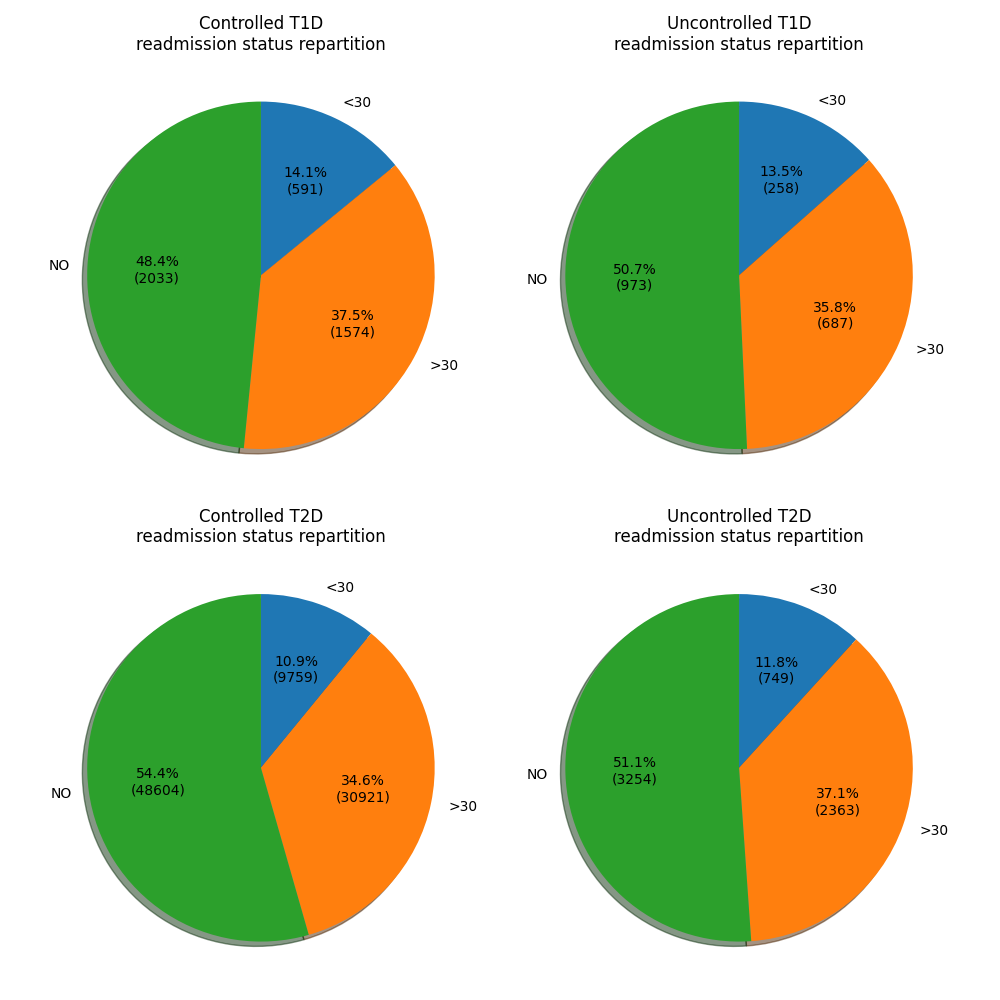 Controlled T1D
readmission status repartition
<30
14.1%
(591)
NO
48.4%
(2033)
37.5%
(1574)
>30
Uncontrolled T1D
readmission status repartition
<30
13.5%
(258)
NO
50.7%
(973)
35.8%
(687)
>30
Controlled T2D
readmission status repartition
<30
10.9%
(9759)
NO
54.4%
(48604)
34.6%
(30921)
>30
Uncontrolled T2D
readmission status repartition
<30
11.8%
(749)
NO
51.1%
(3254)
37.1%
(2363)
>30